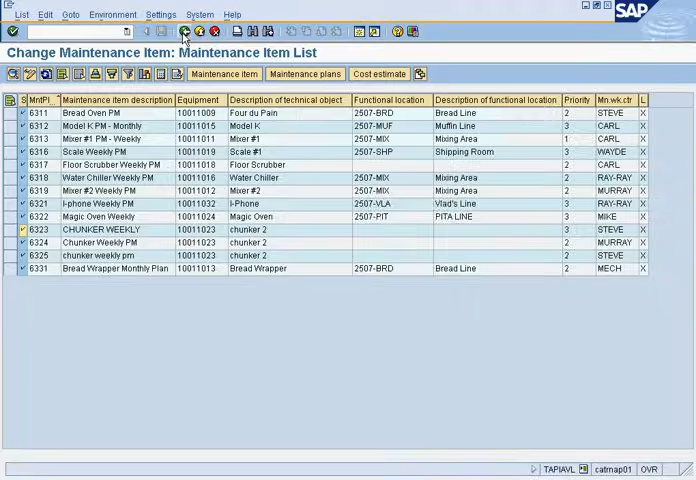 List Edit Goto Environment Settings System Help
SAP
Change Maintenance Item: Maintenance Item List
Maintenance item Maintenance plans Cost estimate
S MntPl... Maintenance item description Equipment Description of technical object Functional location Description of functional location Priority Mn.wk.ctr L
6311 Bread Oven PM 10011009 Four du Pain 2507-BRD Bread Line 2 STEVE X
6312 Model K PM - Monthly 10011015 Model K 2507-MUF Muffin Line 3 CARL X
6313 Mixer #1 PM - Weekly 10011011 Mixer #1 2507-MIX Mixing Area 1 CARL X
6316 Scale Weekly PM 10011019 Scale #1 2507-SHP Shipping Room 3 WAYDE X
6317 Floor Scrubber Weekly PM 10011018 Floor Scrubber 2 CARL X
6318 Water Chiller Weekly PM 10011016 Water Chiller 2507-MIX Mixing Area 2 RAY-RAY X
6319 Mixer #2 Weekly PM 10011012 Mixer #2 2507-MIX Mixing Area 2 MURRAY X
6321 I-phone Weekly PM 10011032 I-Phone 2507-VLA Vlad's Line 3 RAY-RAY X
6322 Magic Oven Weekly 10011024 Magic Oven 2507-PIT PITA LINE 3 MIKE X
6323 CHUNKER WEEKLY 10011023 chunker 2 3 STEVE X
6324 Chunker Weekly PM 10011023 chunker 2 2 MURRAY X
6325 chunker weekly pm 10011023 chunker 2 2 STEVE X
6331 Bread Wrapper Monthly Plan 10011013 Bread Wrapper 2507-BRD Bread Line 2 MECH X
TAPIAVL catmap01 OVR